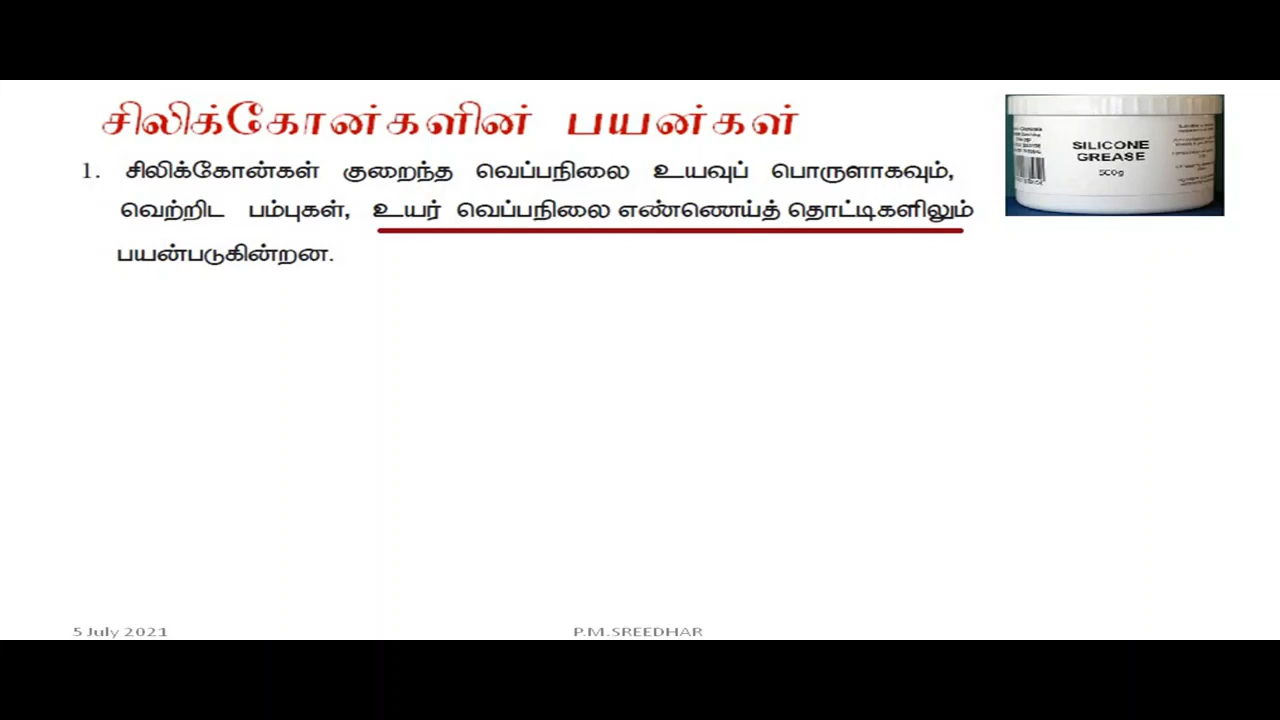 சிலிக்கோன்களின் பயன்கள்
1. சிலிக்கோன்கள் குறைந்த வெப்பநிலை உயவுப் பொருளாகவும்,
வெற்றிட பம்புகள், உயர் வெப்பநிலை எண்ணெய்த் தொட்டிகளிலும்
பயன்படுகின்றன.
SILICONE
GREASE
500g
5 July 2021
P.M.SREEDHAR